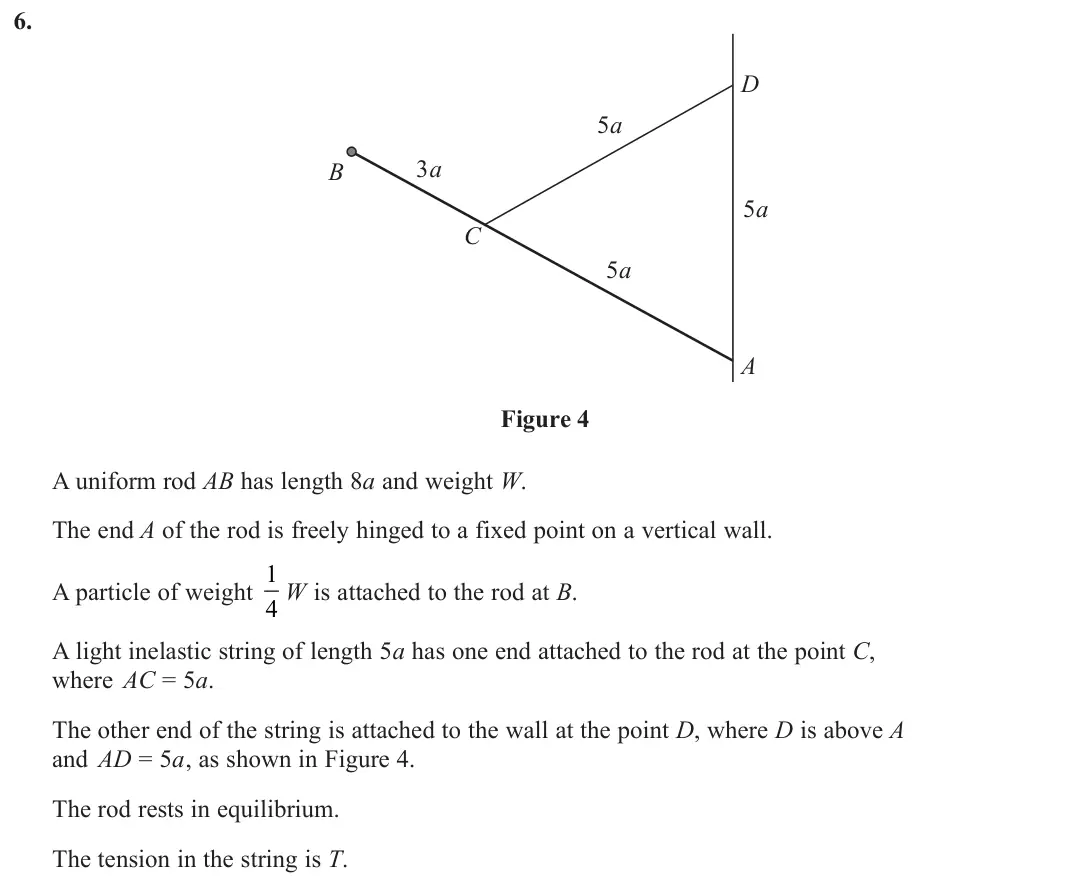 6.
D
5a
B
3a
5a
C
5a
A
Figure 4
A uniform rod AB has length 8a and weight W.
The end A of the rod is freely hinged to a fixed point on a vertical wall.
A particle of weight 1/4 W is attached to the rod at B.
A light inelastic string of length 5a has one end attached to the rod at the point C,
where AC = 5a.
The other end of the string is attached to the wall at the point D, where D is above A
and AD = 5a, as shown in Figure 4.
The rod rests in equilibrium.
The tension in the string is T.